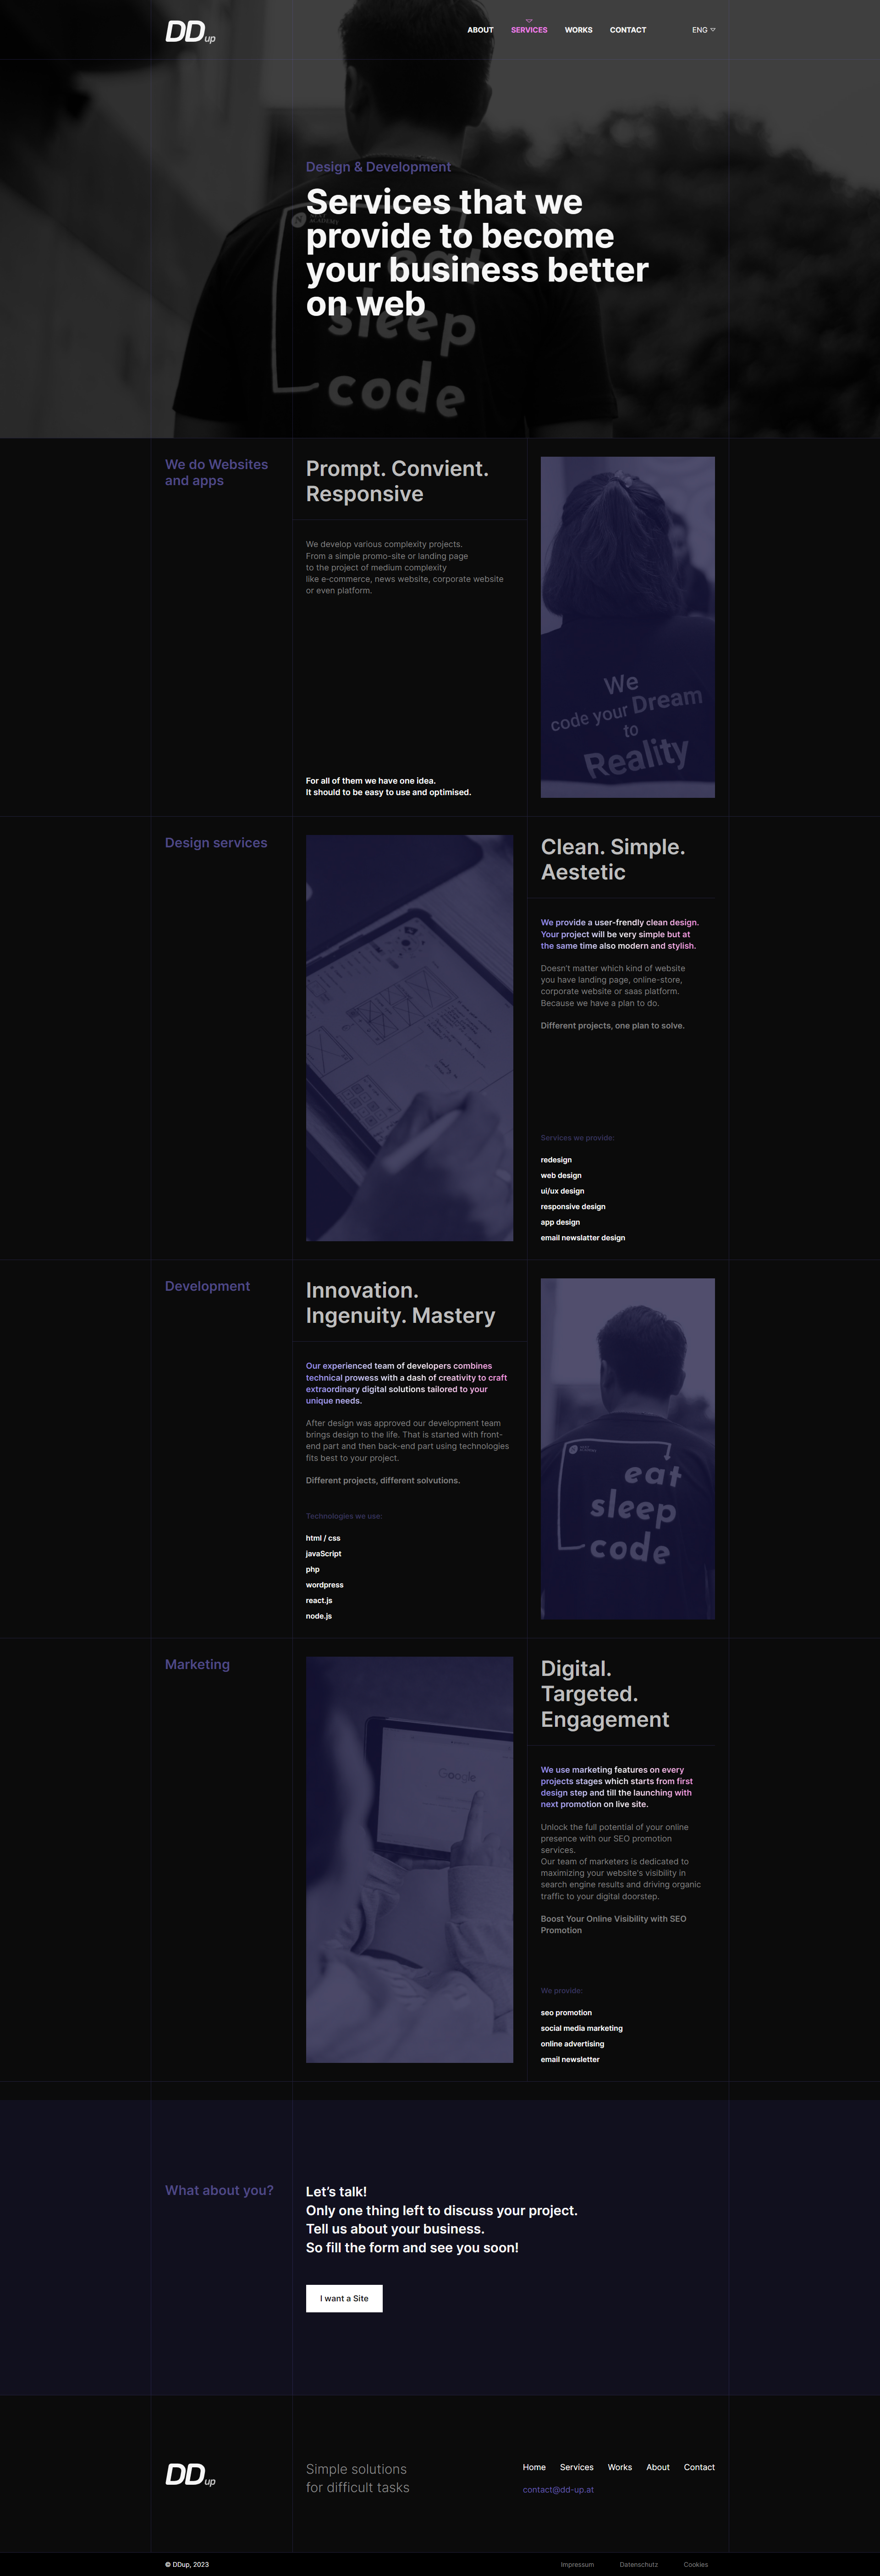 DDup
ABOUT SERVICES WORKS CONTACT ENG
Design & Development
Services that we
provide to become
your business better
on web
eat
sleep
code
We do Websites
and apps
Prompt. Convient.
Responsive
We develop various complexity projects.
From a simple promo-site or landing page
to the project of medium complexity
like e-commerce, news website, corporate website
or even platform.
For all of them we have one idea.
It should to be easy to use and optimised.
We
code your Dream
to
Reality
Design services
Clean. Simple.
Aestetic
We provide a user-frendly clean design.
Your project will be very simple but at
the same time also modern and stylish.
Doesn't matter which kind of website
you have landing page, online-store,
corporate website or saas platform.
Because we have a plan to do.
Different projects, one plan to solve.
Services we provide:
redesign
web design
ui/ux design
responsive design
app design
email newslatter design
Development
Innovation.
Ingenuity. Mastery
Our experienced team of developers combines
technical prowess with a dash of creativity to craft
extraordinary digital solutions tailored to your
unique needs.
After design was approved our development team
brings design to the life. That is started with front-
end part and then back-end part using technologies
fits best to your project.
Different projects, different solvutions.
Technologies we use:
html / css
javaScript
php
wordpress
react.js
node.js
eat
sleep
code
Marketing
Google
Digital.
Targeted.
Engagement
We use marketing features on every
projects stages which starts from first
design step and till the launching with
next promotion on live site.
Unlock the full potential of your online
presence with our SEO promotion
services.
Our team of marketers is dedicated to
maximizing your website's visibility in
search engine results and driving organic
traffic to your digital doorstep.
Boost Your Online Visibility with SEO
Promotion
We provide:
seo promotion
social media marketing
online advertising
email newsletter
What about you?
Let's talk!
Only one thing left to discuss your project.
Tell us about your business.
So fill the form and see you soon!
I want a Site
DDup
Simple solutions
for difficult tasks
Home Services Works About Contact
contact@dd-up.at
© DDup, 2023
Impressum Datenschutz Cookies